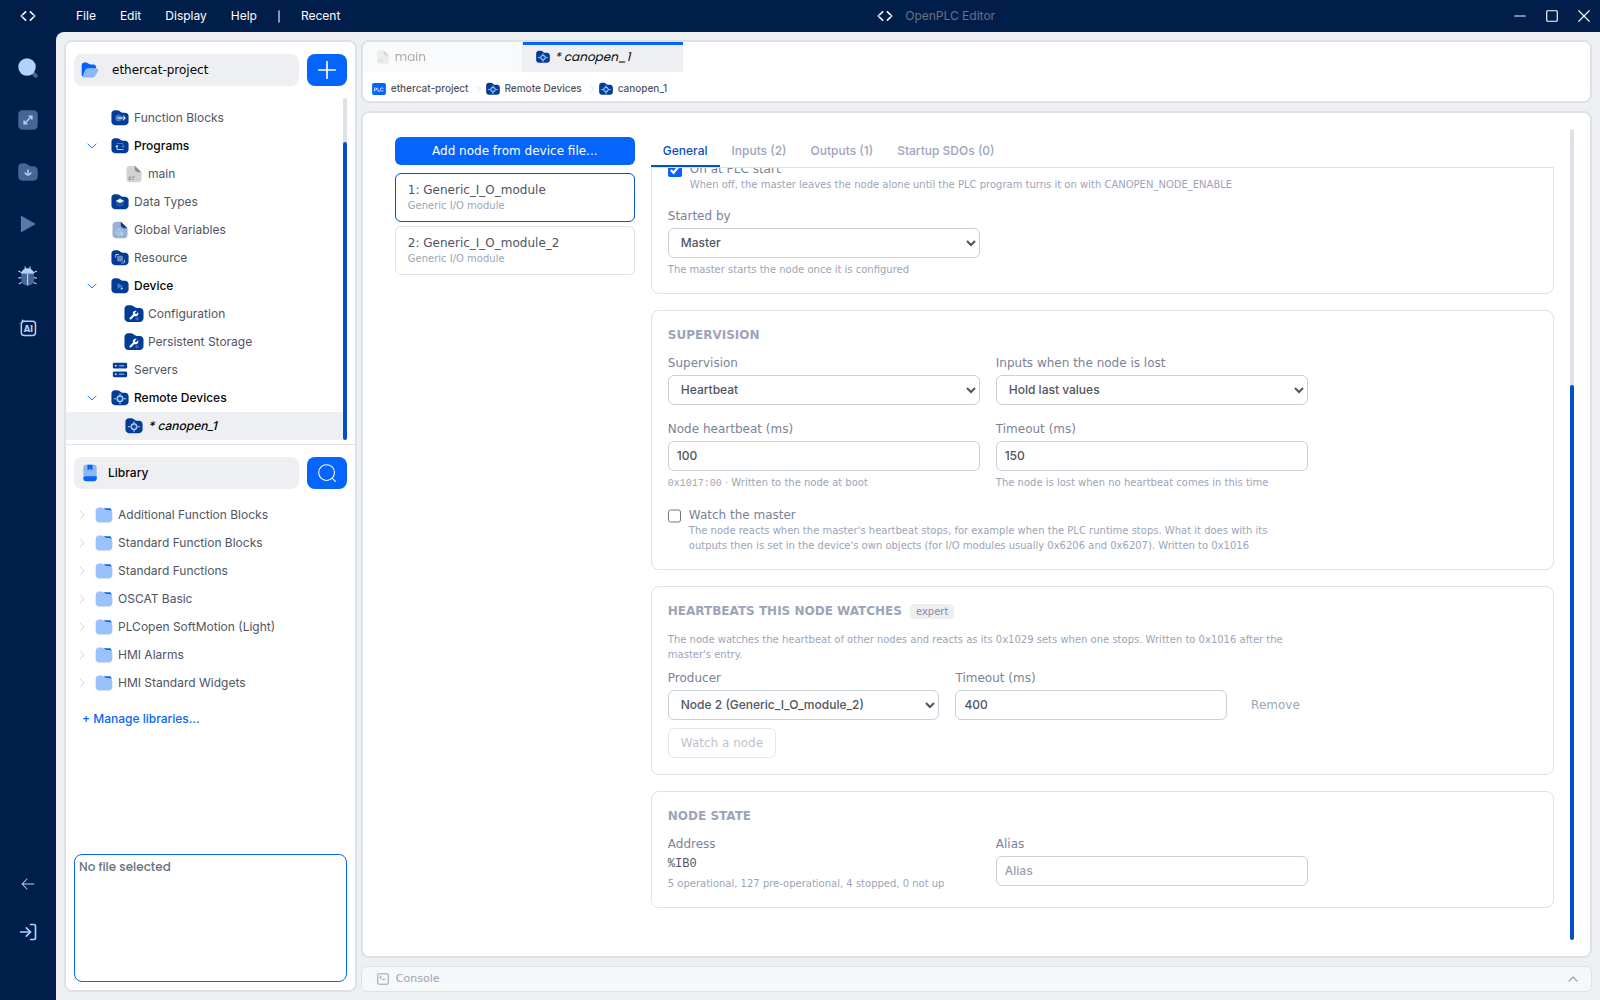 File Edit Display Help | Recent
OpenPLC Editor
ethercat-project
Function Blocks
Programs
main
Data Types
Global Variables
Resource
Device
Configuration
Persistent Storage
Servers
Remote Devices
* canopen_1
Library
Additional Function Blocks
Standard Function Blocks
Standard Functions
OSCAT Basic
PLCopen SoftMotion (Light)
HMI Alarms
HMI Standard Widgets
+ Manage libraries...
No file selected
AI
main
* canopen_1
PLC ethercat-project Remote Devices canopen_1
Add node from device file...
1: Generic_I_O_module
Generic I/O module
2: Generic_I_O_module_2
Generic I/O module
General Inputs (2) Outputs (1) Startup SDOs (0)
On at PLC start
When off, the master leaves the node alone until the PLC program turns it on with CANOPEN_NODE_ENABLE
Started by
Master
The master starts the node once it is configured
SUPERVISION
Supervision
Heartbeat
Inputs when the node is lost
Hold last values
Node heartbeat (ms)
100
0x1017:00 · Written to the node at boot
Timeout (ms)
150
The node is lost when no heartbeat comes in this time
Watch the master
The node reacts when the master's heartbeat stops, for example when the PLC runtime stops. What it does with its
outputs then is set in the device's own objects (for I/O modules usually 0x6206 and 0x6207). Written to 0x1016
HEARTBEATS THIS NODE WATCHES expert
The node watches the heartbeat of other nodes and reacts as its 0x1029 sets when one stops. Written to 0x1016 after the
master's entry.
Producer
Node 2 (Generic_I_O_module_2)
Timeout (ms)
400
Remove
Watch a node
NODE STATE
Address
%IB0
5 operational, 127 pre-operational, 4 stopped, 0 not up
Alias
Alias
Console